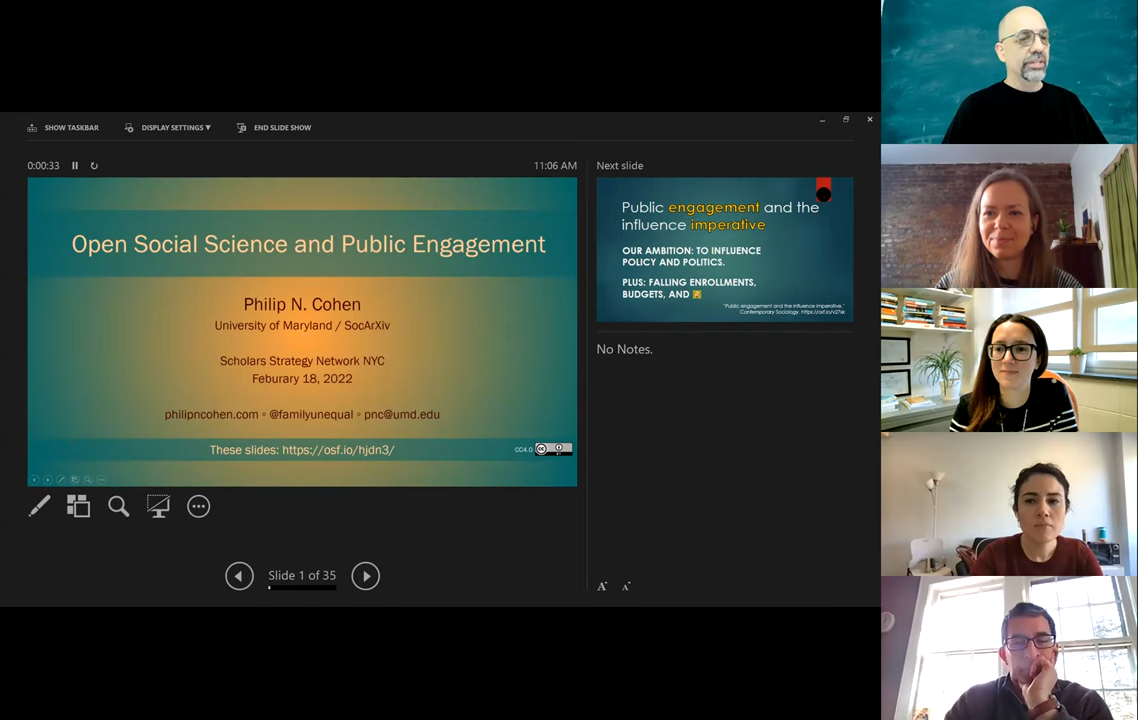 SHOW TASKBAR
DISPLAY SETTINGS ▼
END SLIDE SHOW
0:00:33
11:06 AM
Open Social Science and Public Engagement
Philip N. Cohen
University of Maryland / SocArXiv
Scholars Strategy Network NYC
Feburary 18, 2022
philipncohen.com ▫ @familyunequal ▫ pnc@umd.edu
These slides: https://osf.io/hjdn3/
CC4.0
Slide 1 of 35
Next slide
Public engagement and the
influence imperative
OUR AMBITION: TO INFLUENCE
POLICY AND POLITICS.
PLUS: FALLING ENROLLMENTS,
BUDGETS, AND
"Public engagement and the influence imperative."
Contemporary Sociology.
No Notes.
A
A